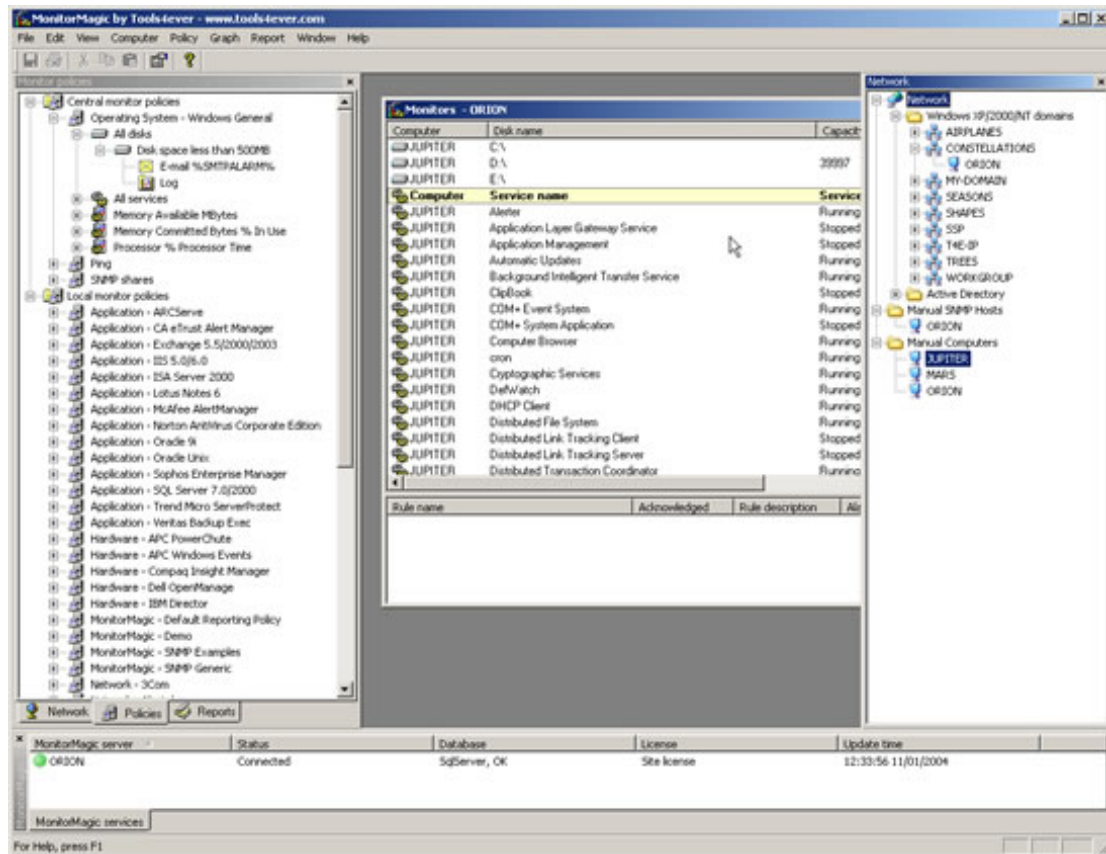 MonitorMagic by Tools4ever - www.tools4ever.com
File Edit View Computer Policy Graph Report Window Help
Monitor policies
Central monitor policies
Operating System - Windows General
All disks
Disk space less than 500MB
E-mail %SMTPALARM%
Log
All services
Memory Available MBytes
Memory Committed Bytes % In Use
Processor % Processor Time
Ping
SNMP shares
Local monitor policies
Application - ARCServe
Application - CA eTrust Alert Manager
Application - Exchange 5.5/2000/2003
Application - IIS 5.0/6.0
Application - ISA Server 2000
Application - Lotus Notes 6
Application - McAfee AlertManager
Application - Norton AntiVirus Corporate Edition
Application - Oracle 9i
Application - Oracle Unix
Application - Sophos Enterprise Manager
Application - SQL Server 7.0/2000
Application - Trend Micro ServerProtect
Application - Veritas Backup Exec
Hardware - APC PowerChute
Hardware - APC Windows Events
Hardware - Compaq Insight Manager
Hardware - Dell OpenManage
Hardware - IBM Director
MonitorMagic - Default Reporting Policy
MonitorMagic - Demo
MonitorMagic - SNMP Examples
MonitorMagic - SNMP Generic
Network - 3Com
Network Policies Reports
Monitors - ORION
Computer Disk name Capacit
JUPITER C:\
JUPITER D:\ 39997
JUPITER E:\
Computer Service name Service
JUPITER Alerter Running
JUPITER Application Layer Gateway Service Stopped
JUPITER Application Management Stopped
JUPITER Automatic Updates Running
JUPITER Background Intelligent Transfer Service Running
JUPITER ClipBook Stopped
JUPITER COM+ Event System Running
JUPITER COM+ System Application Stopped
JUPITER Computer Browser Running
JUPITER cron Running
JUPITER Cryptographic Services Running
JUPITER DefWatch Running
JUPITER DHCP Client Running
JUPITER Distributed File System Running
JUPITER Distributed Link Tracking Client Stopped
JUPITER Distributed Link Tracking Server Stopped
JUPITER Distributed Transaction Coordinator Running
Rule name Acknowledged Rule description
Network
Network
Windows XP/2000/NT domains
AIRPLANES
CONSTELLATIONS
ORION
MY-DOMAIN
SEASONS
SHAPES
SSP
T4E-IP
TREES
WORKGROUP
Active Directory
Manual SNMP Hosts
ORION
Manual Computers
JUPITER
MARS
ORION
MonitorMagic server Status Database License Update time
ORION Connected SqlServer, OK Site license 12:33:56 11/01/2004
MonitorMagic services
For Help, press F1